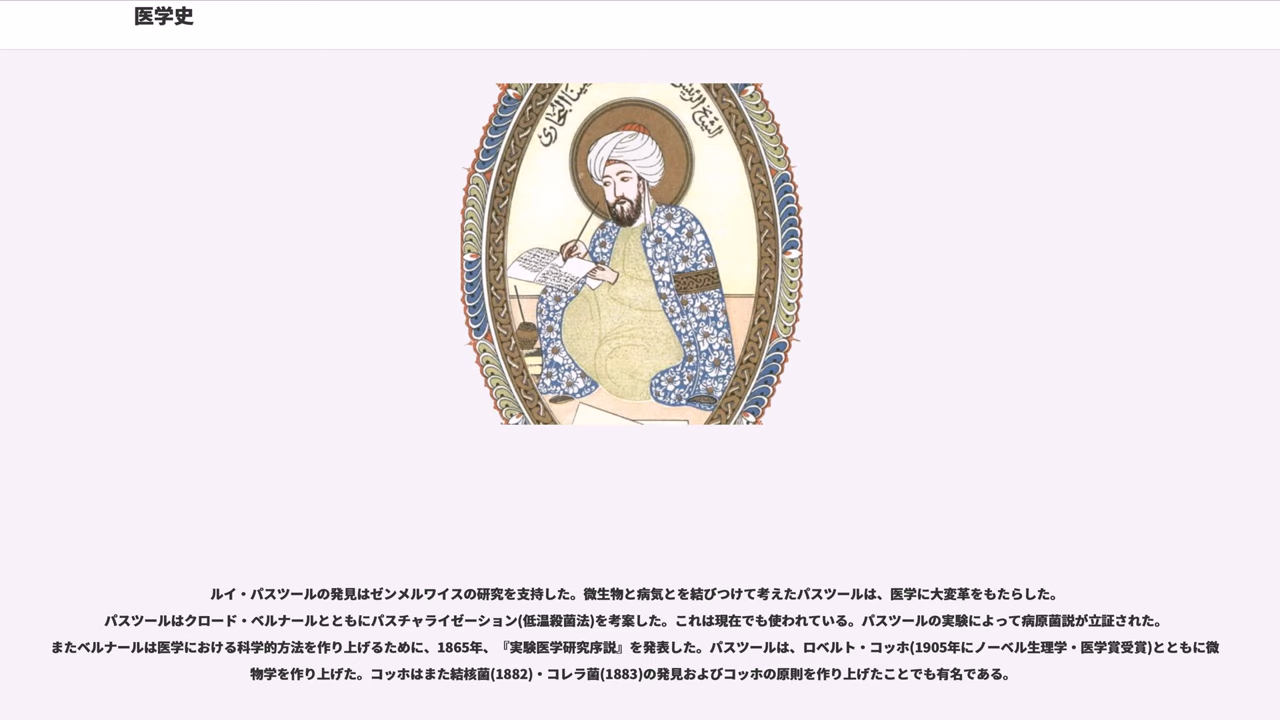 医学史
الشيخ الرئيس
ルイ・パスツールの発見はゼンメルワイスの研究を支持した。微生物と病気とを結びつけて考えたパスツールは、医学に大変革をもたらした。
パスツールはクロード・ベルナールとともにパスチャライゼーション(低温殺菌法)を考案した。これは現在でも使われている。パスツールの実験によって病原菌説が立証された。
またベルナールは医学における科学的方法を作り上げるために、1865年、『実験医学研究序説』を発表した。パスツールは、ロベルト・コッホ(1905年にノーベル生理学・医学賞受賞)とともに微
物学を作り上げた。コッホはまた結核菌(1882)・コレラ菌(1883)の発見およびコッホの原則を作り上げたことでも有名である。